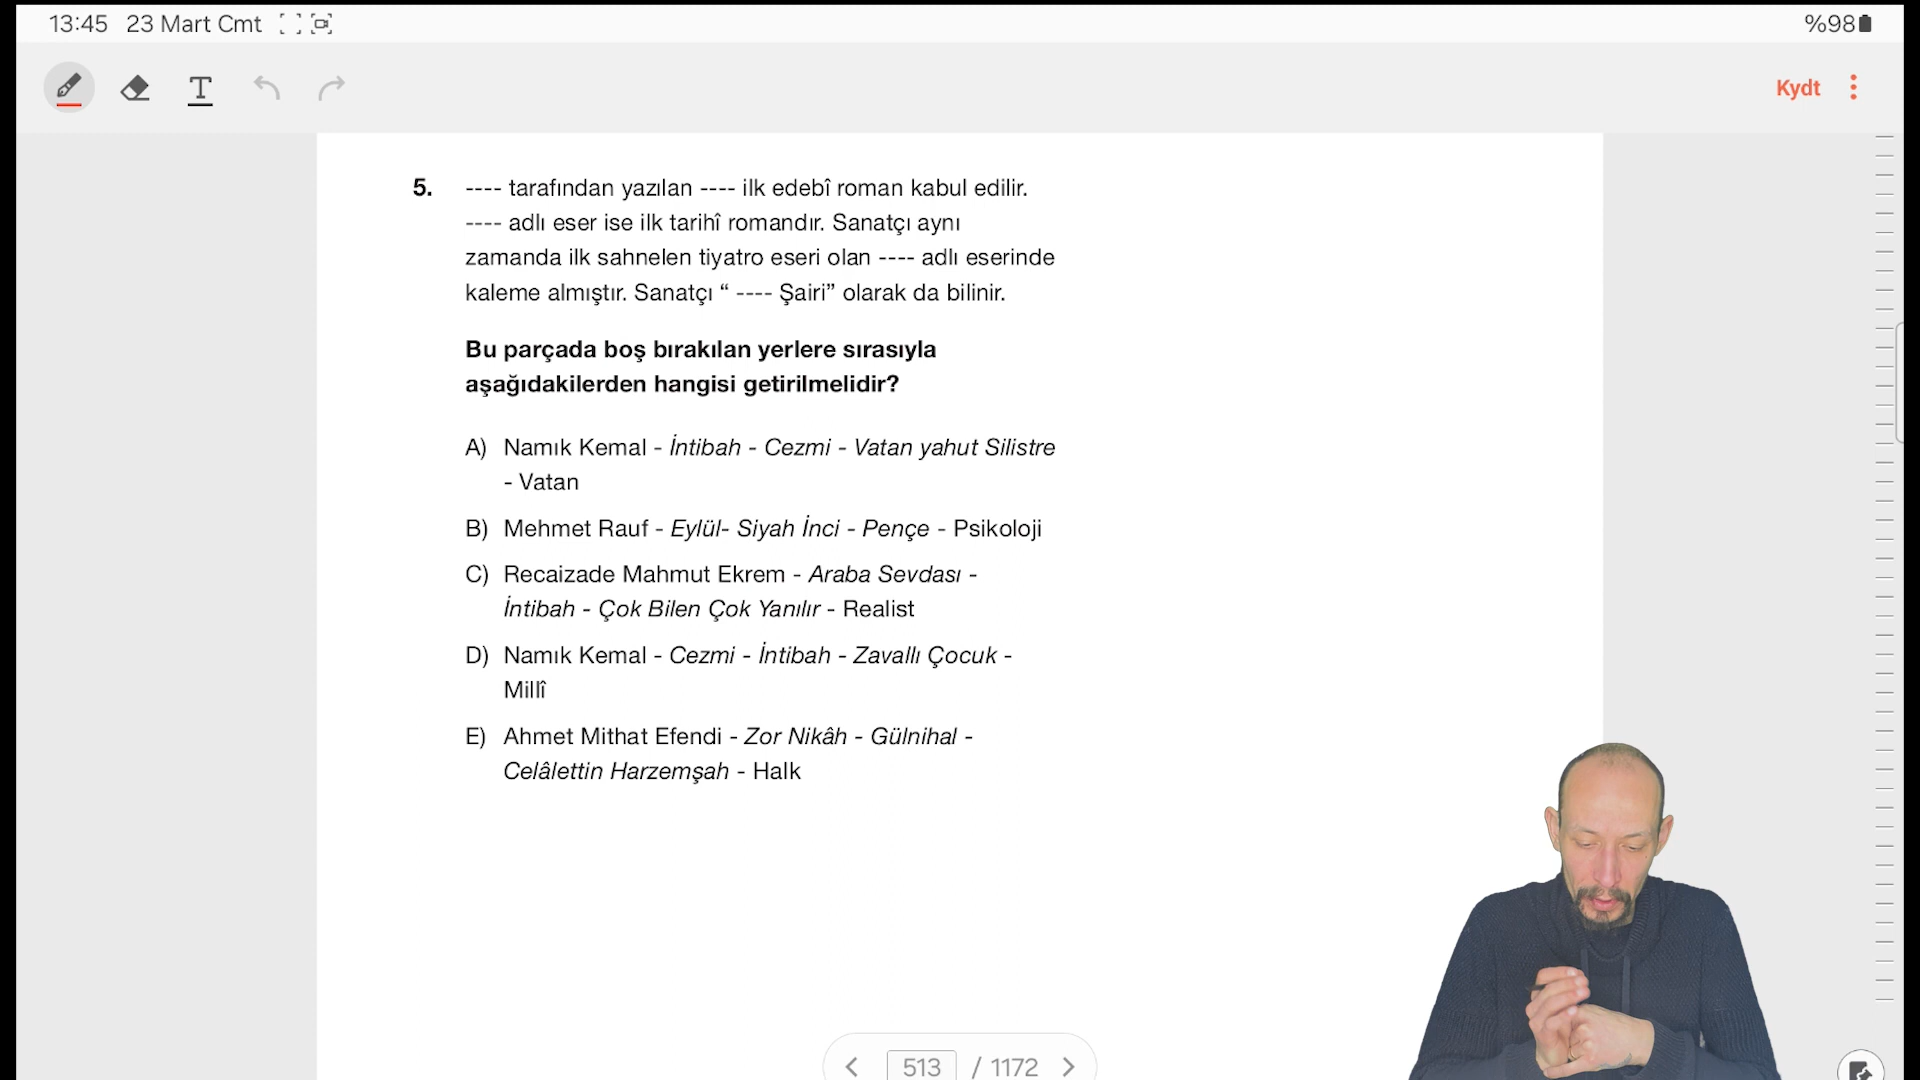 13:45 23 Mart Cmt
%98
T
Kydt
5. ---- tarafından yazılan ---- ilk edebî roman kabul edilir.
---- adlı eser ise ilk tarihî romandır. Sanatçı aynı
zamanda ilk sahnelen tiyatro eseri olan ---- adlı eserinde
kaleme almıştır. Sanatçı “ ---- Şairi” olarak da bilinir.
Bu parçada boş bırakılan yerlere sırasıyla
aşağıdakilerden hangisi getirilmelidir?
A) Namık Kemal - İntibah - Cezmi - Vatan yahut Silistre
- Vatan
B) Mehmet Rauf - Eylül- Siyah İnci - Pençe - Psikoloji
C) Recaizade Mahmut Ekrem - Araba Sevdası -
İntibah - Çok Bilen Çok Yanılır - Realist
D) Namık Kemal - Cezmi - İntibah - Zavallı Çocuk -
Millî
E) Ahmet Mithat Efendi - Zor Nikâh - Gülnihal -
Celâlettin Harzemşah - Halk
513 / 1172